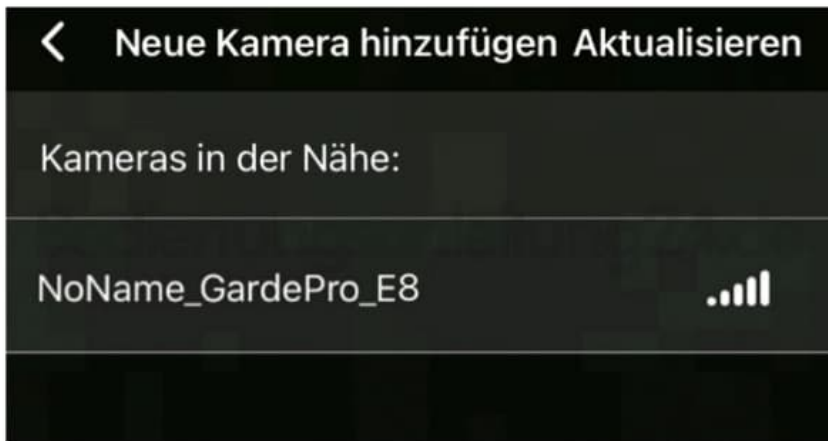 Neue Kamera hinzufügen Aktualisieren
Kameras in der Nähe:
NoName_GardePro_E8